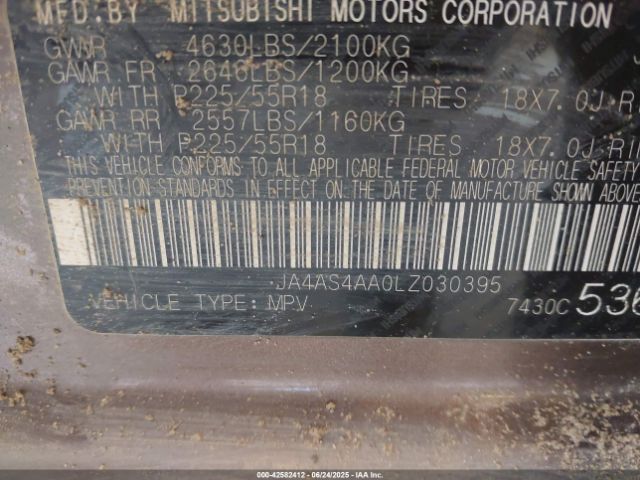 MFD.BY MITSUBISHI MOTORS CORPORATION
GVWR 4630LBS/2100KG
GAWR FR 2646LBS/1200KG
WITH P225/55R18 TIRES 18X7.0J
GAWR RR 2557LBS/1160KG
WITH P225/55R18 TIRES 18X7.0J
THIS VEHICLE CONFORMS TO ALL APPLICABLE FEDERAL MOTOR VEHICLE SAFETY
PREVENTION STANDARDS IN EFFECT ON THE DATE OF MANUFACTURE SHOWN ABOVE
JA4AS4AA0LZ030395
VEHICLE TYPE: MPV 7430C 536
000-42582412 - 06/24/2025 - IAAI.COM